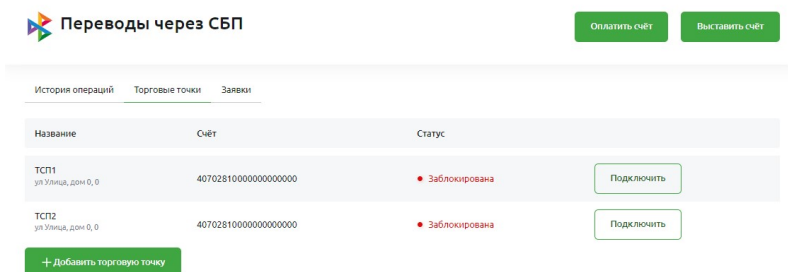 Переводы через СБП
Оплатить счёт
Выставить счёт
История операций Торговые точки Заявки
Название Счёт Статус
ТСП1
ул Улица, дом 0, 0
40702810000000000000 Заблокирована Подключить
ТСП2
ул Улица, дом 0, 0
40702810000000000000 Заблокирована Подключить
+ Добавить торговую точку